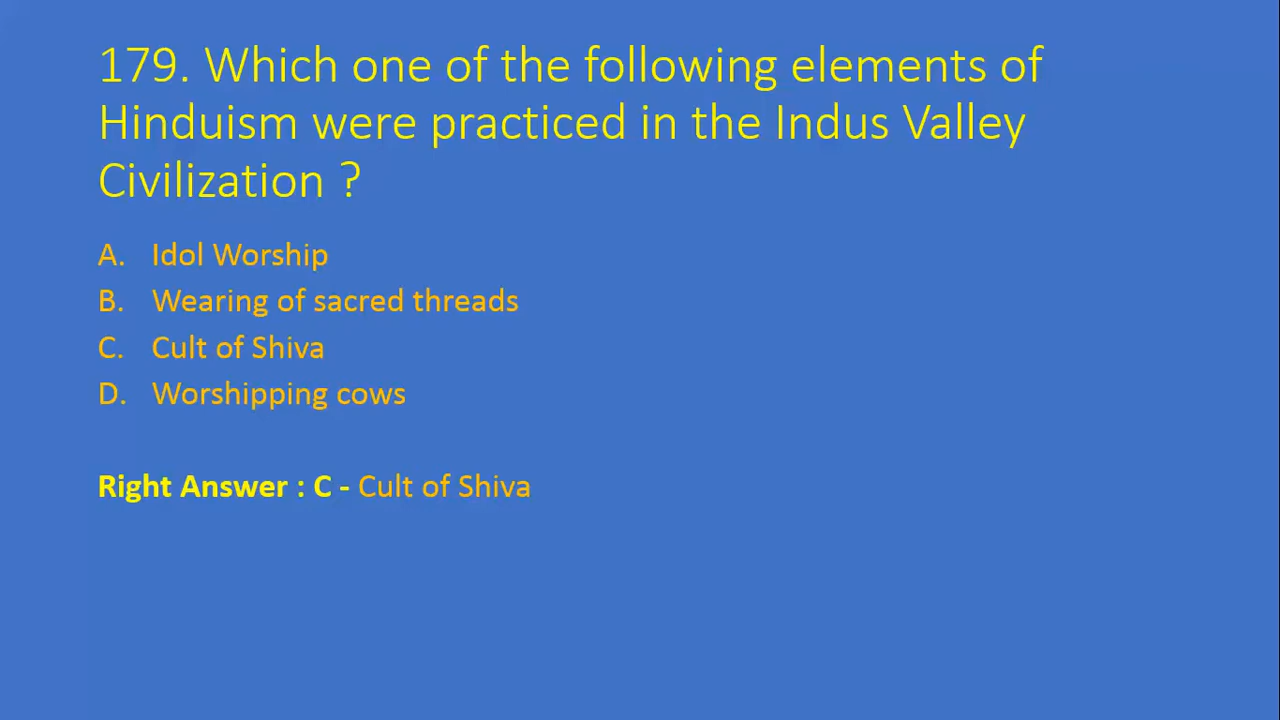 179. Which one of the following elements of
Hinduism were practiced in the Indus Valley
Civilization ?
A. Idol Worship
B. Wearing of sacred threads
C. Cult of Shiva
D. Worshipping cows
Right Answer : C - Cult of Shiva